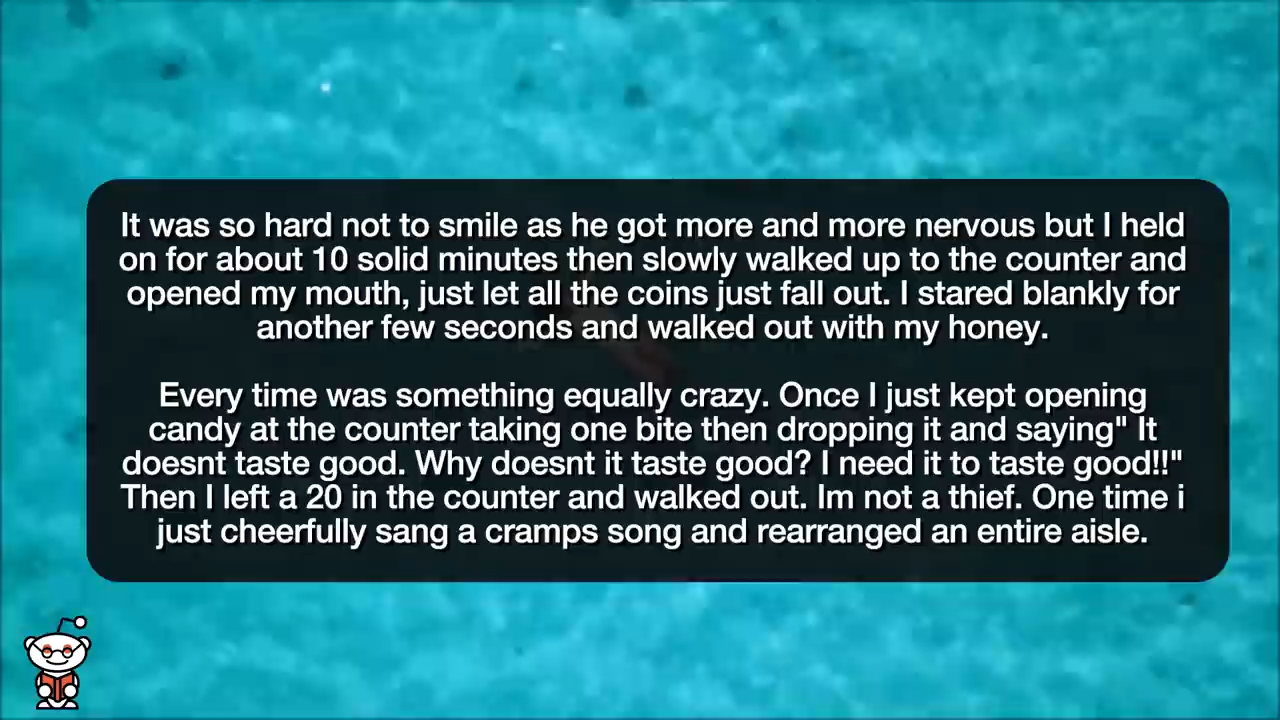 It was so hard not to smile as he got more and more nervous but I held
on for about 10 solid minutes then slowly walked up to the counter and
opened my mouth, just let all the coins just fall out. I stared blankly for
another few seconds and walked out with my honey.
Every time was something equally crazy. Once I just kept opening
candy at the counter taking one bite then dropping it and saying" It
doesnt taste good. Why doesnt it taste good? I need it to taste good!!"
Then I left a 20 in the counter and walked out. Im not a thief. One time i
just cheerfully sang a cramps song and rearranged an entire aisle.